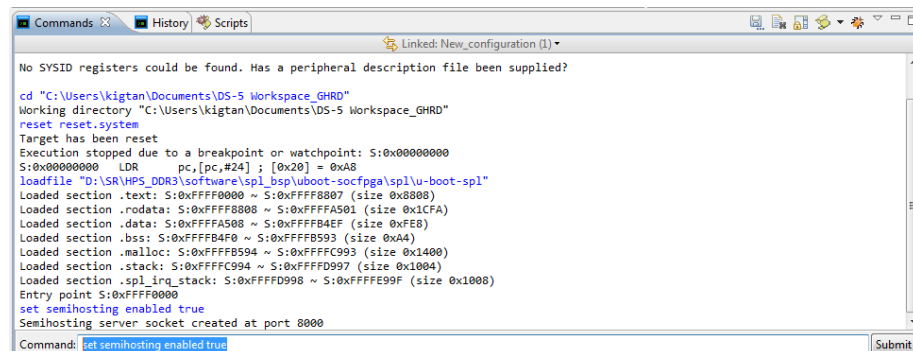 Commands History Scripts
Linked: New_configuration (1)
No SYSID registers could be found. Has a peripheral description file been supplied?
cd "C:\Users\kigtan\Documents\DS-5 Workspace_GHRD"
Working directory "C:\Users\kigtan\Documents\DS-5 Workspace_GHRD"
reset reset.system
Target has been reset
Execution stopped due to a breakpoint or watchpoint: S:0x00000000
S:0x00000000 LDR pc,[pc,#24] ; [0x20] = 0xA8
loadfile "D:\SR\HPS_DDR3\software\spl_bsp\uboot-socfpga\spl\u-boot-spl"
Loaded section .text: S:0xFFFF0000 ~ S:0xFFFF8807 (size 0x8808)
Loaded section .rodata: S:0xFFFF8808 ~ S:0xFFFFA501 (size 0x1CFA)
Loaded section .data: S:0xFFFFA508 ~ S:0xFFFFB4EF (size 0xFE8)
Loaded section .bss: S:0xFFFFB4F0 ~ S:0xFFFFB593 (size 0xA4)
Loaded section .malloc: S:0xFFFFB594 ~ S:0xFFFFC993 (size 0x1400)
Loaded section .stack: S:0xFFFFC994 ~ S:0xFFFFD997 (size 0x1004)
Loaded section .spl_irq_stack: S:0xFFFFD998 ~ S:0xFFFFE99F (size 0x1008)
Entry point S:0xFFFF0000
set semihosting enabled true
Semihosting server socket created at port 8000
Command: set semihosting enabled true Submit